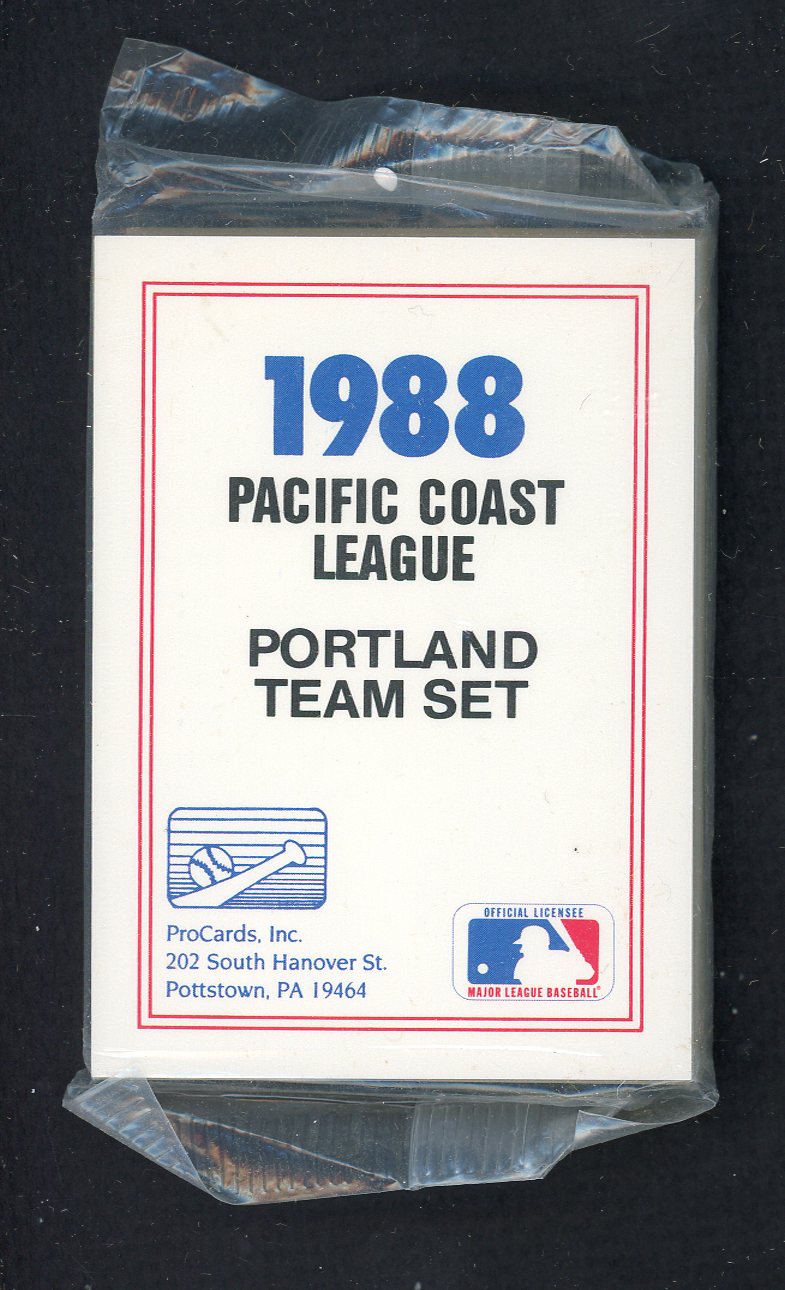 1988
PACIFIC COAST
LEAGUE
PORTLAND
TEAM SET
ProCards, Inc.
202 South Hanover St.
Pottstown, PA 19464
OFFICIAL LICENSEE
MAJOR LEAGUE BASEBALL®